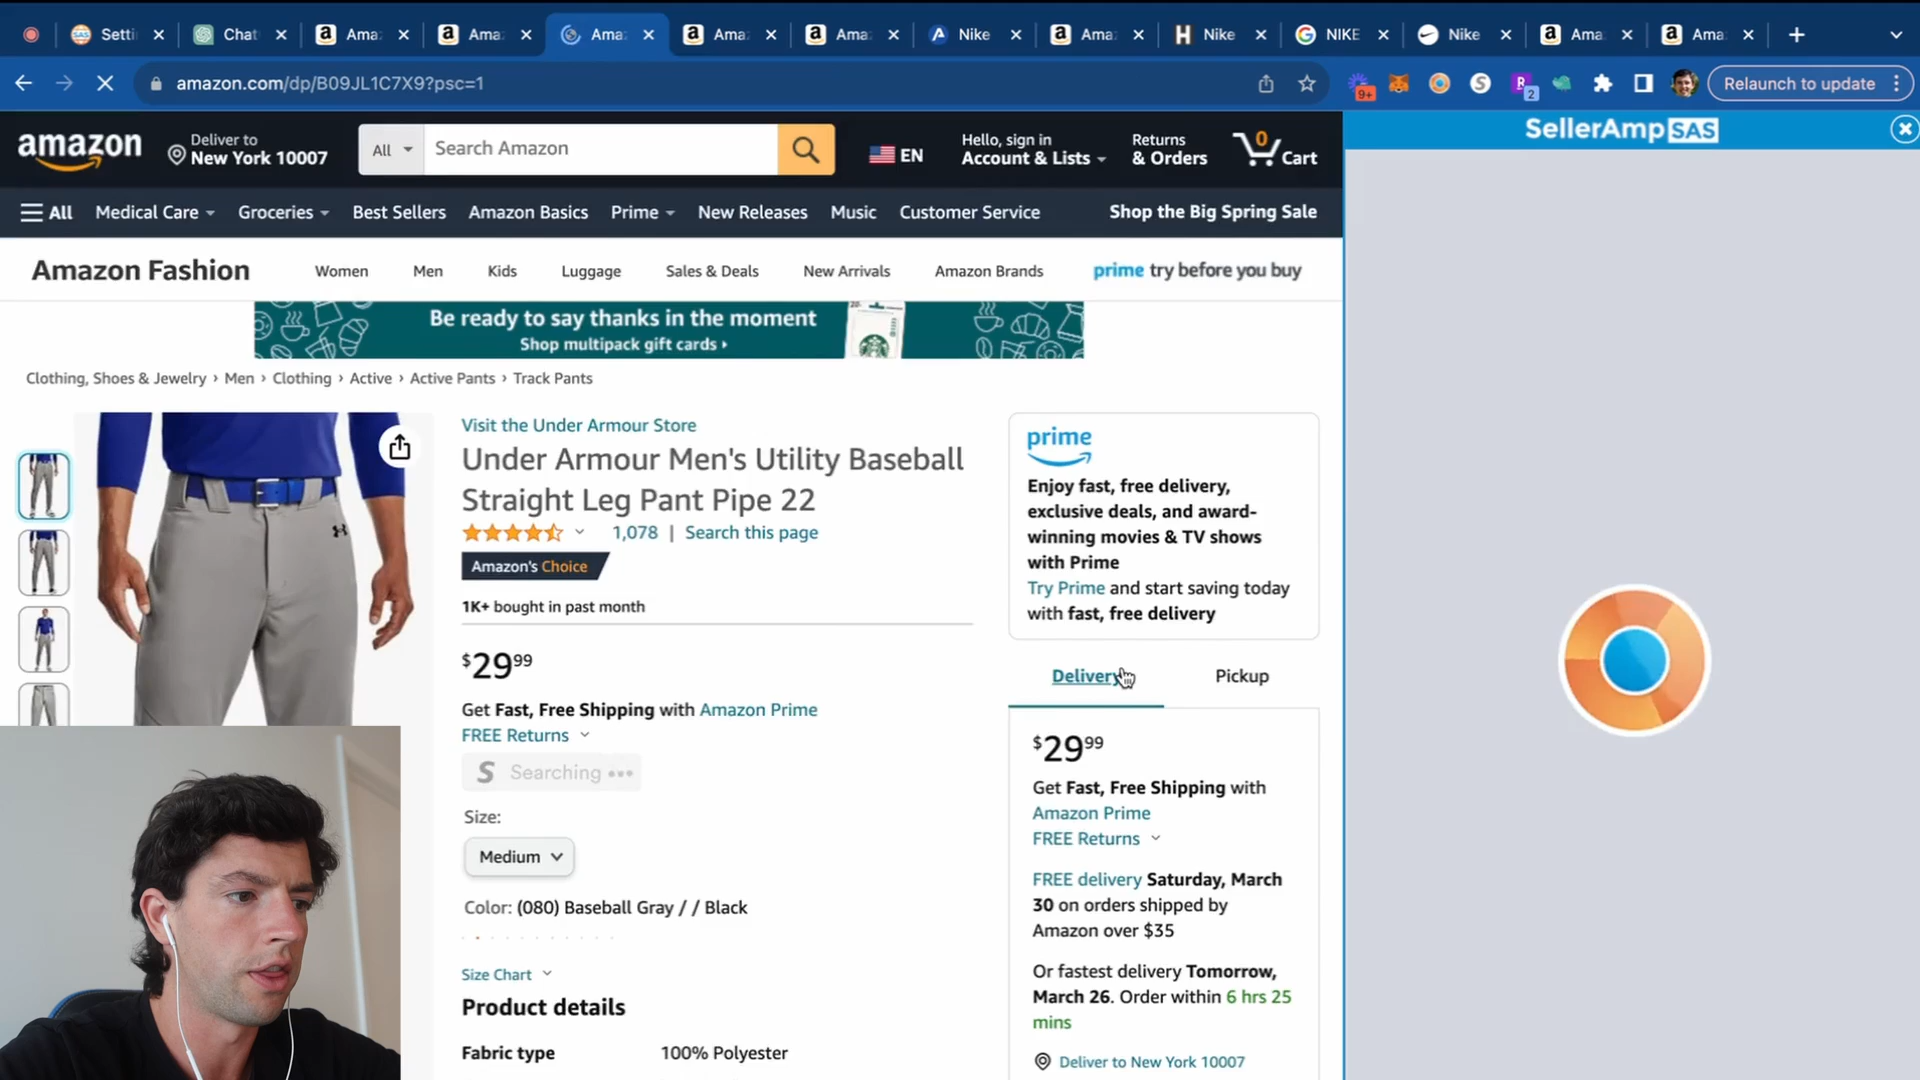 Setti
Chat
Ama
Ama
Ama
Ama
Ama
Nike
Ama
Nike
NIKE
Nike
Ama
Ama
amazon.com/dp/B09JL1C7X9?psc=1
9+
2
Relaunch to update
amazon
Deliver to
New York 10007
All
Search Amazon
EN
Hello, sign in
Account & Lists
Returns
& Orders
0
Cart
SellerAmp SAS
All
Medical Care
Groceries
Best Sellers
Amazon Basics
Prime
New Releases
Music
Customer Service
Shop the Big Spring Sale
Amazon Fashion
Women
Men
Kids
Luggage
Sales & Deals
New Arrivals
Amazon Brands
prime try before you buy
Be ready to say thanks in the moment
Shop multipack gift cards
Clothing, Shoes & Jewelry › Men › Clothing › Active › Active Pants › Track Pants
Visit the Under Armour Store
Under Armour Men's Utility Baseball
Straight Leg Pant Pipe 22
1,078 | Search this page
Amazon's Choice
1K+ bought in past month
$29 99
Get Fast, Free Shipping with Amazon Prime
FREE Returns
S Searching •••
Size:
Medium
Color: (080) Baseball Gray / / Black
Size Chart
Product details
Fabric type 100% Polyester
prime
Enjoy fast, free delivery,
exclusive deals, and award-
winning movies & TV shows
with Prime
Try Prime and start saving today
with fast, free delivery
Delivery
Pickup
$29 99
Get Fast, Free Shipping with
Amazon Prime
FREE Returns
FREE delivery Saturday, March
30 on orders shipped by
Amazon over $35
Or fastest delivery Tomorrow,
March 26. Order within 6 hrs 25
mins
Deliver to New York 10007